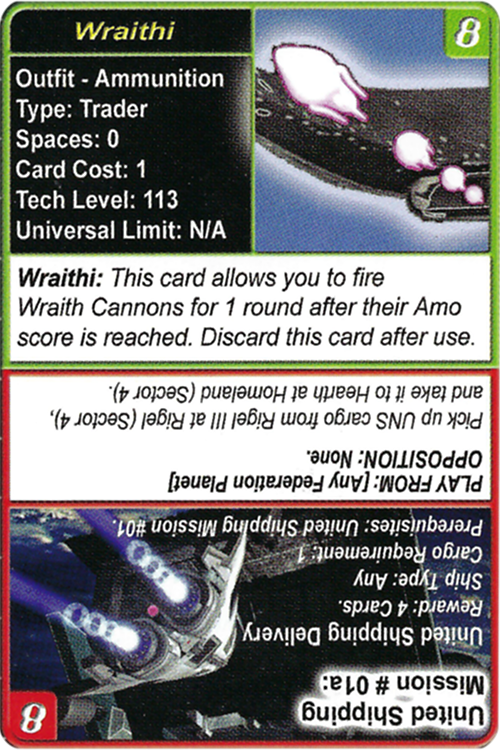 Wraithi
8
Outfit - Ammunition
Type: Trader
Spaces: 0
Card Cost: 1
Tech Level: 113
Universal Limit: N/A
Wraithi: This card allows you to fire
Wraith Cannons for 1 round after their Amo
score is reached. Discard this card after use.
8
United Shipping
Mission # 01a:
United Shipping Delivery
Reward: 4 Cards.
Ship Type: Any
Cargo Requirement: 1
Prerequisites: United Shipping Mission #01.
PLAY FROM: [Any Federation Planet]
OPPOSITION: None.
Pick up UNS cargo from Rigel III at Rigel (Sector 4),
and take it to Hearth at Homeland (Sector 4).